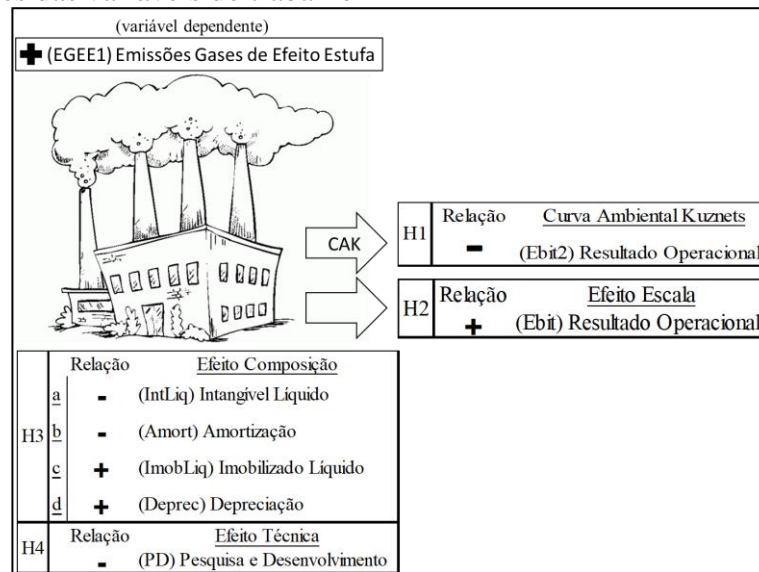 (variável dependente)
+ (EGEE1) Emissões Gases de Efeito Estufa
CAK
H1
Relação Curva Ambiental Kuznets
- (Ebit2) Resultado Operacional
H2
Relação Efeito Escala
+ (Ebit) Resultado Operacional
H3
Relação Efeito Composição
a - (IntLiq) Intangível Líquido
b - (Amort) Amortização
c + (ImobLiq) Imobilizado Líquido
d + (Deprec) Depreciação
H4
Relação Efeito Técnica
- (PD) Pesquisa e Desenvolvimento